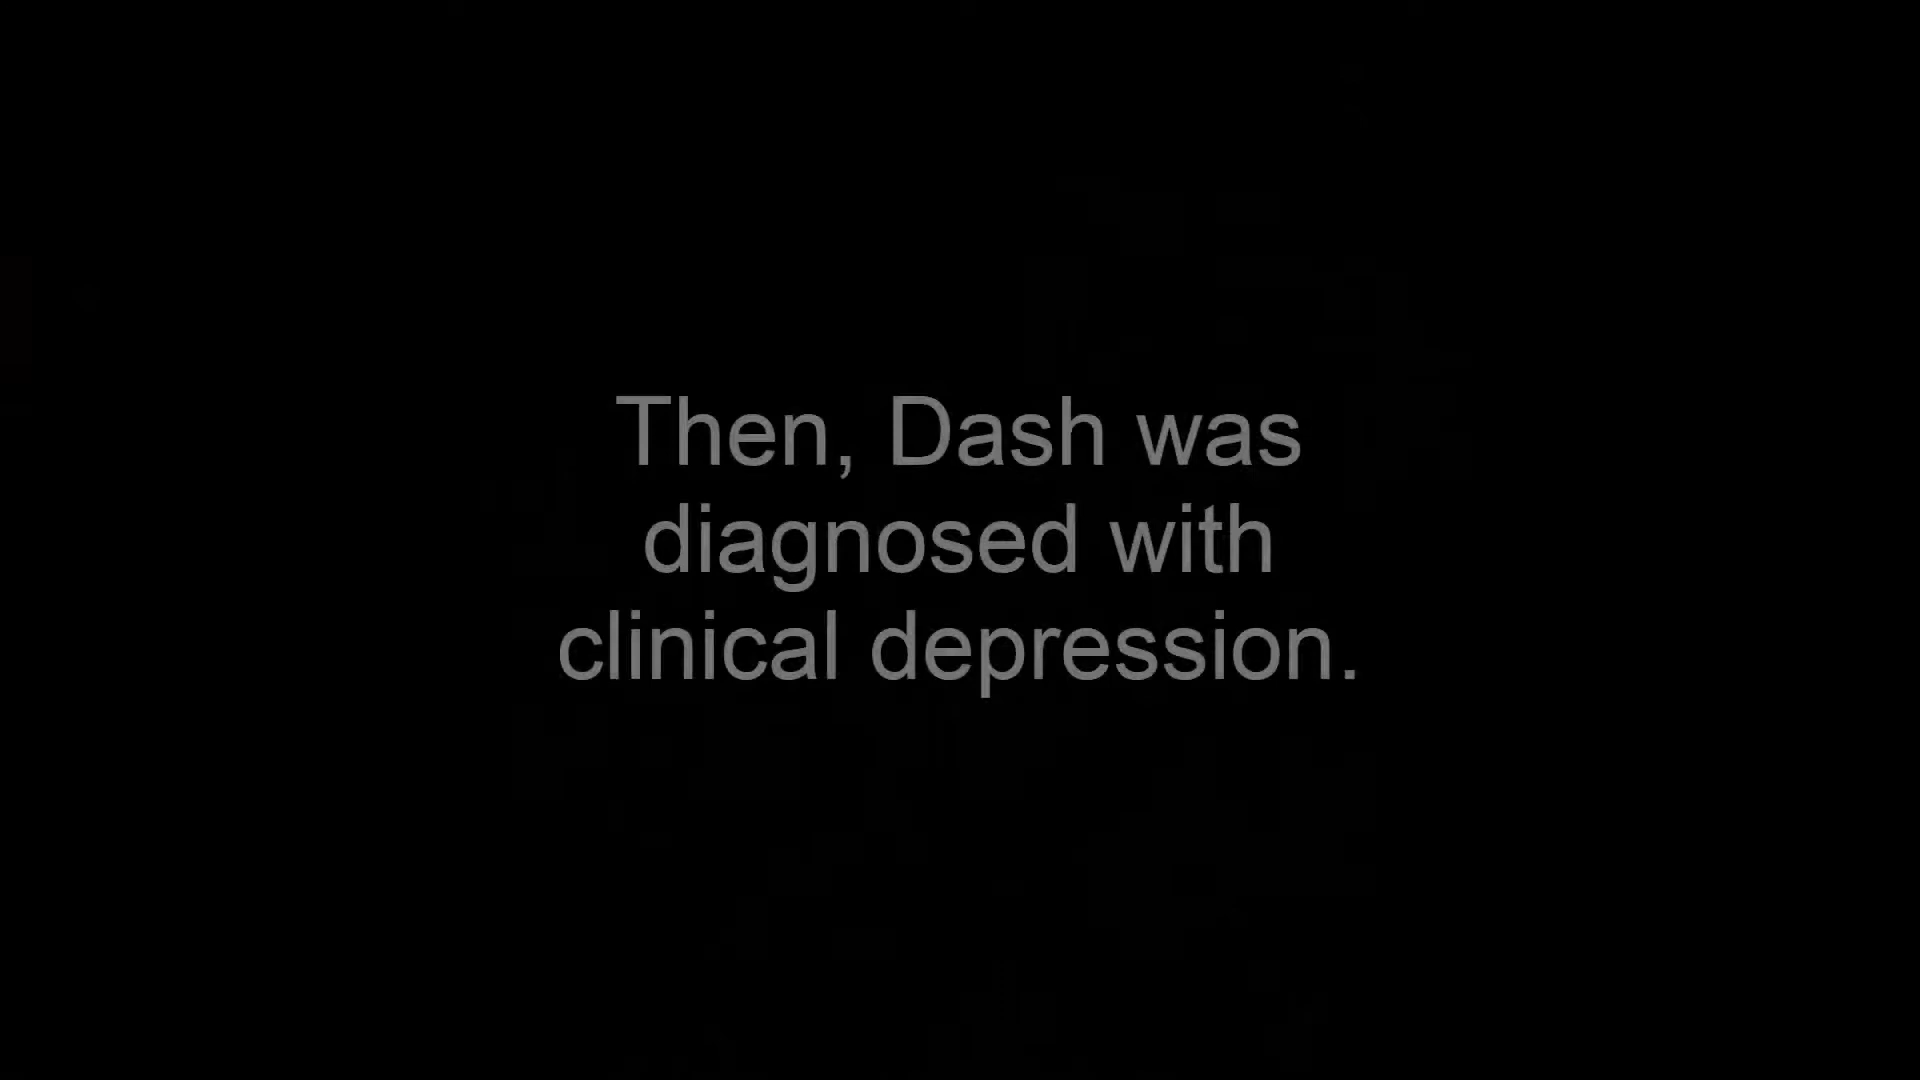 Then, Dash was
diagnosed with
clinical depression.